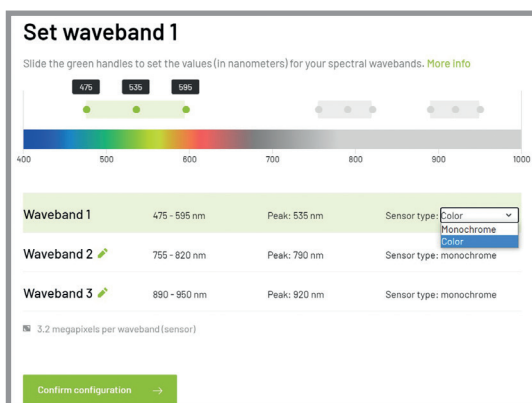 Set waveband 1
Slide the green handles to set the values (in nanometers) for your spectral wavebands. More info
475 535 595
400 500 600 700 800 900 1000
Waveband 1 475 - 595 nm Peak: 535 nm Sensor type: Color
Monochrome
Color
Waveband 2 755 - 820 nm Peak: 790 nm Sensor type: monochrome
Waveband 3 890 - 950 nm Peak: 920 nm Sensor type: monochrome
3.2 megapixels per waveband (sensor)
Confirm configuration